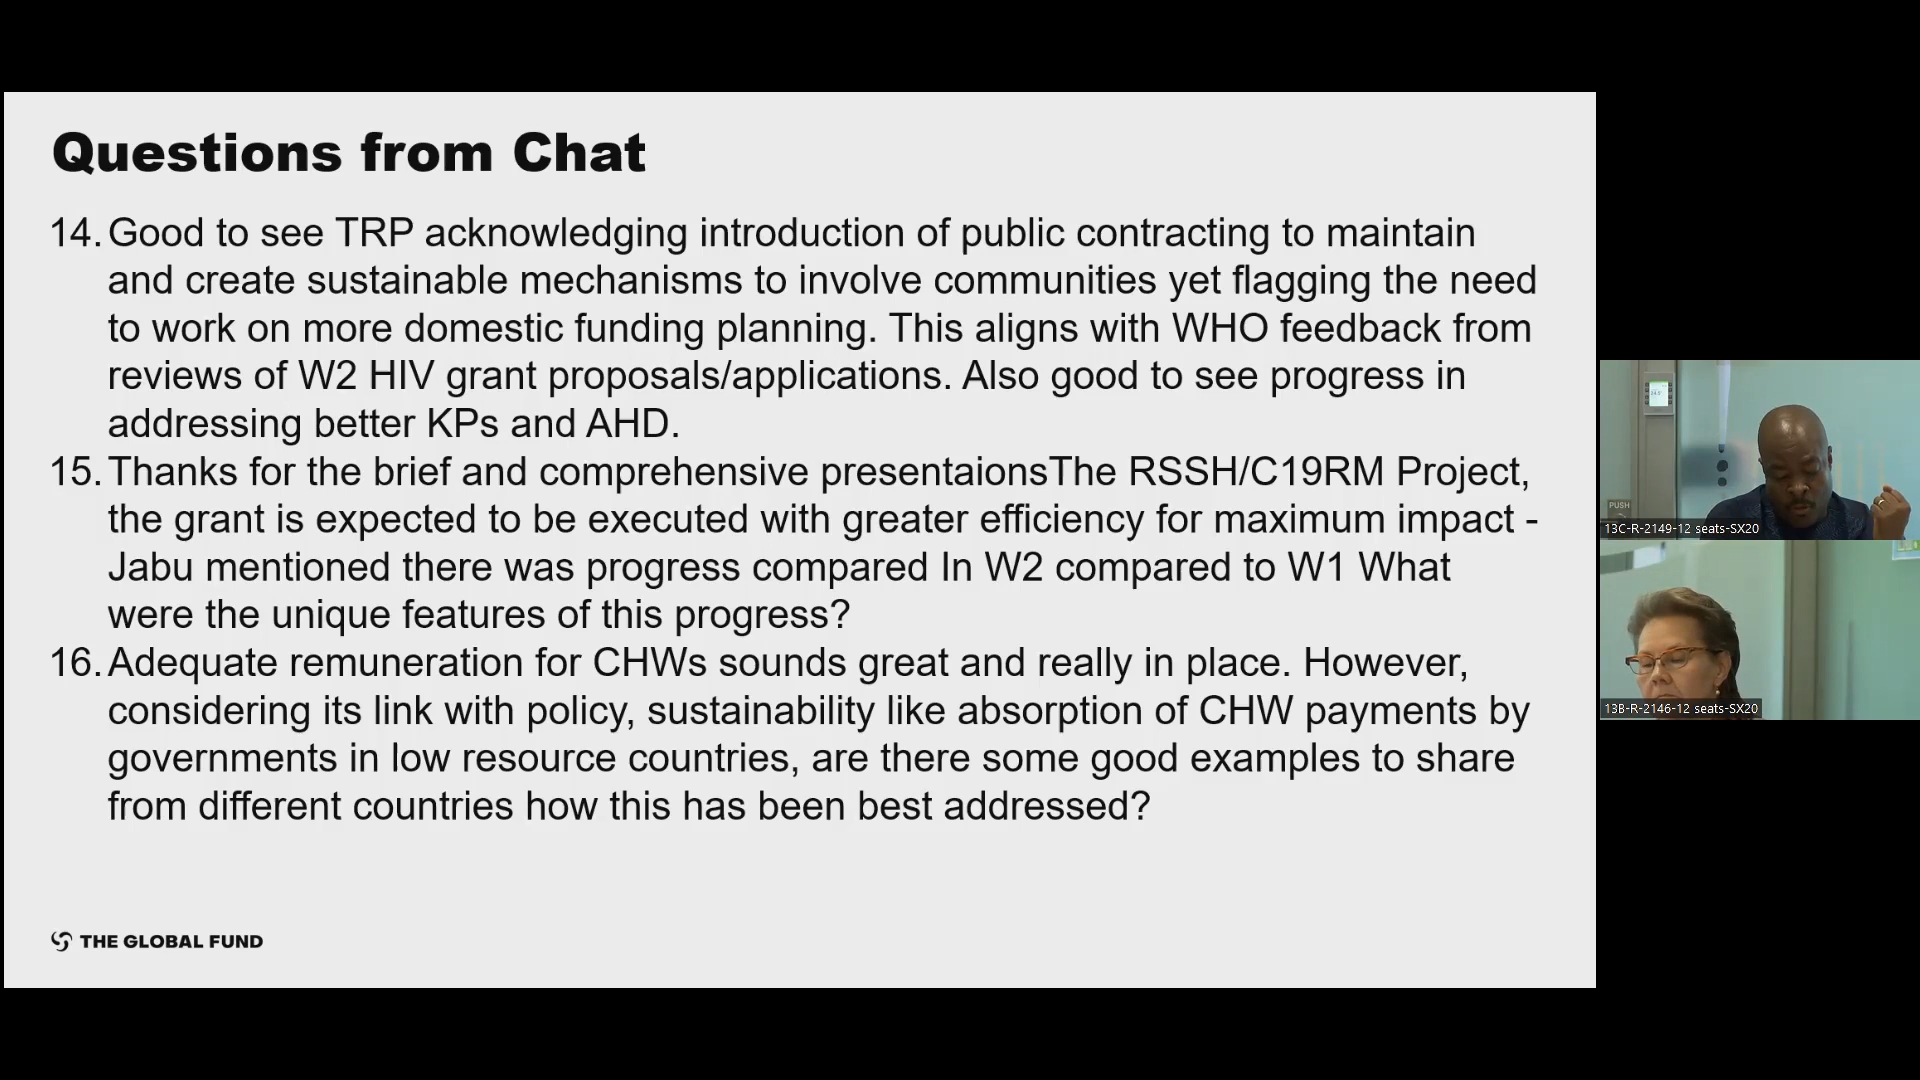 Questions from Chat
14. Good to see TRP acknowledging introduction of public contracting to maintain
and create sustainable mechanisms to involve communities yet flagging the need
to work on more domestic funding planning. This aligns with WHO feedback from
reviews of W2 HIV grant proposals/applications. Also good to see progress in
addressing better KPs and AHD.
15. Thanks for the brief and comprehensive presentaionsThe RSSH/C19RM Project,
the grant is expected to be executed with greater efficiency for maximum impact -
Jabu mentioned there was progress compared In W2 compared to W1 What
were the unique features of this progress?
16. Adequate remuneration for CHWs sounds great and really in place. However,
considering its link with policy, sustainability like absorption of CHW payments by
governments in low resource countries, are there some good examples to share
from different countries how this has been best addressed?
THE GLOBAL FUND
PUSH
13C-R-2149-12 seats-SX20
13B-R-2146-12 seats-SX20